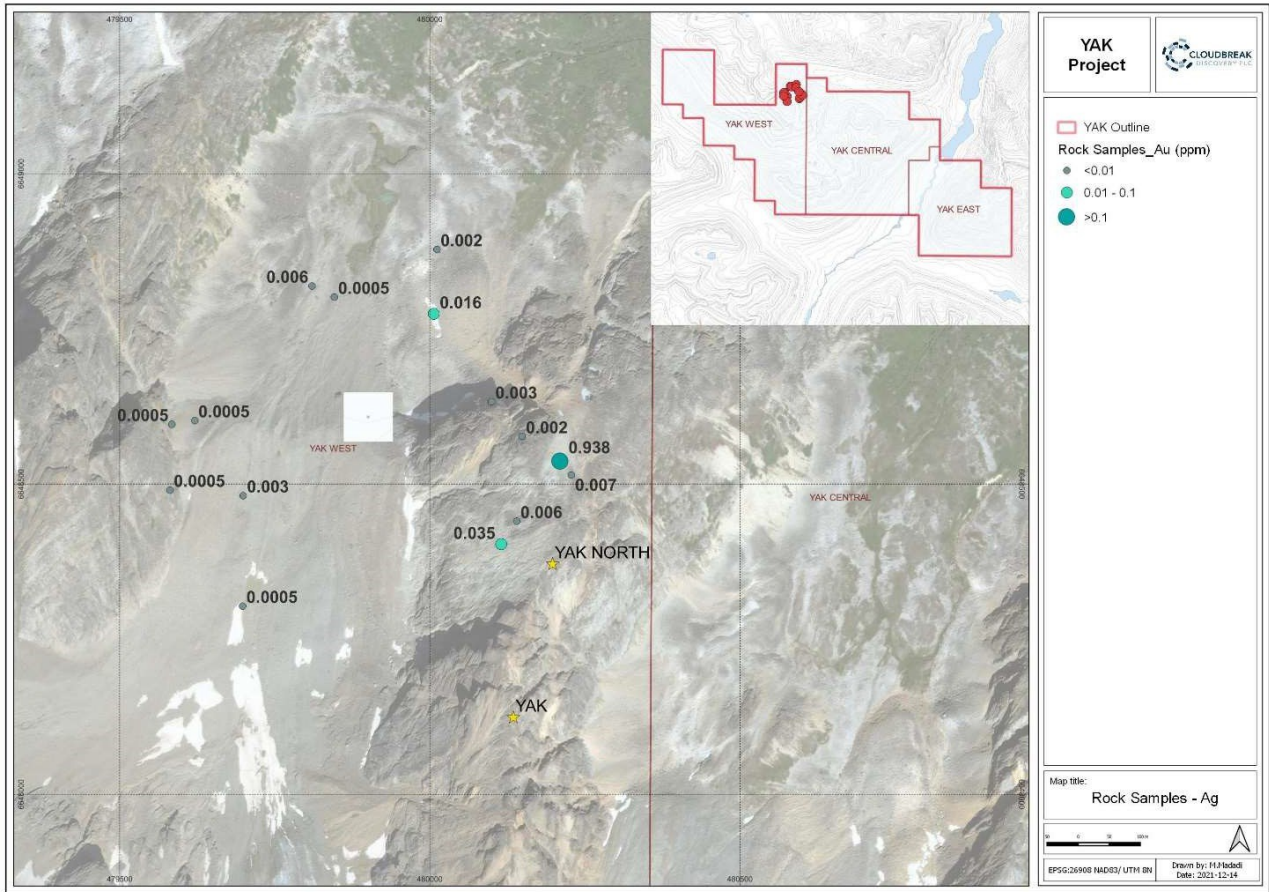 479500
480000
YAK
Project
CLOUDBREAK
DISCOVERY PLC
YAK Outline
Rock Samples_Au (ppm)
<0.01
0.01 - 0.1
>0.1
YAK WEST
YAK CENTRAL
YAK EAST
6649000
0.002
0.006
0.0005
0.016
0.003
0.0005
0.0005
0.002
YAK WEST
0.938
0.0005
0.003
0.007
6648500
YAK CENTRAL
0.006
0.035
YAK NORTH
0.0005
YAK
6648000
479500
480000
480500
Map title:
Rock Samples - Ag
EPSG:26908 NAD83/ UTM 8N
Drawn by: M.Madadi
Date: 2021-12-14